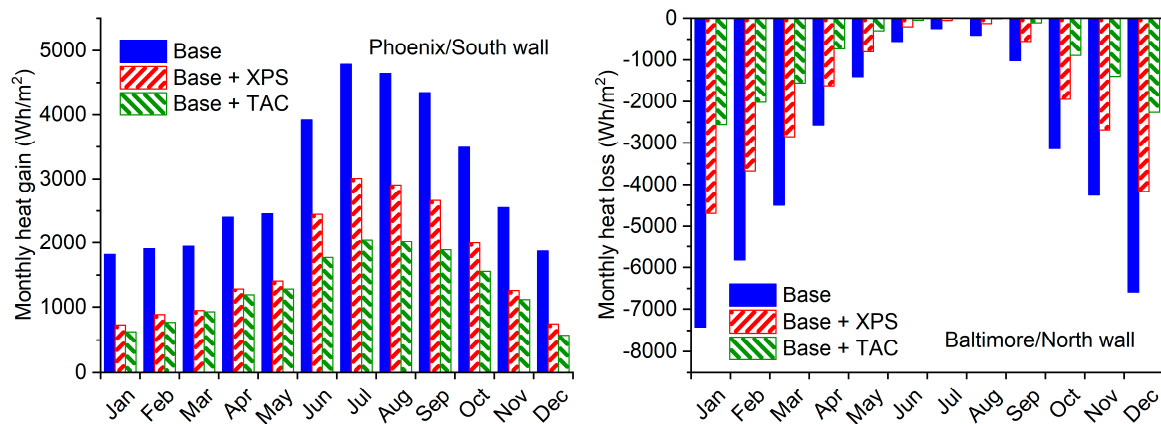 Monthly heat gain (Wh/m²)
5000
4000
3000
2000
1000
0
Base
Base + XPS
Base + TAC
Phoenix/South wall
Jan Feb Mar Apr May Jun Jul Aug Sep Oct Nov Dec
Monthly heat loss (Wh/m²)
0
-1000
-2000
-3000
-4000
-5000
-6000
-7000
-8000
Base
Base + XPS
Base + TAC
Baltimore/North wall
Jan Feb Mar Apr May Jun Jul Aug Sep Oct Nov Dec